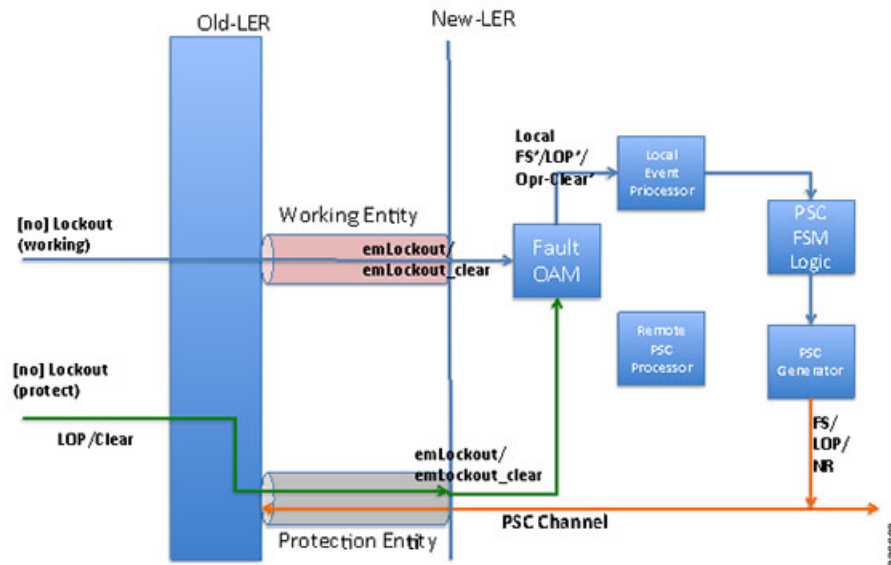 Old-LER
New-LER
Local
FS'/LOP'/
Opr-Clear'
Local
Event
Priocessor
[no] Lockout
(working)
Working Entity
emLockout/
emLockout_clear
Fault
OAM
PSC
FSM
Logic
Remote
PSC
Processor
PSC
Generator
[no] Lockout
(protect)
LOP/Clear
emLockout/
emLockout_clear
FS/
LOP/
NR
PSC Channel
Protection Entity